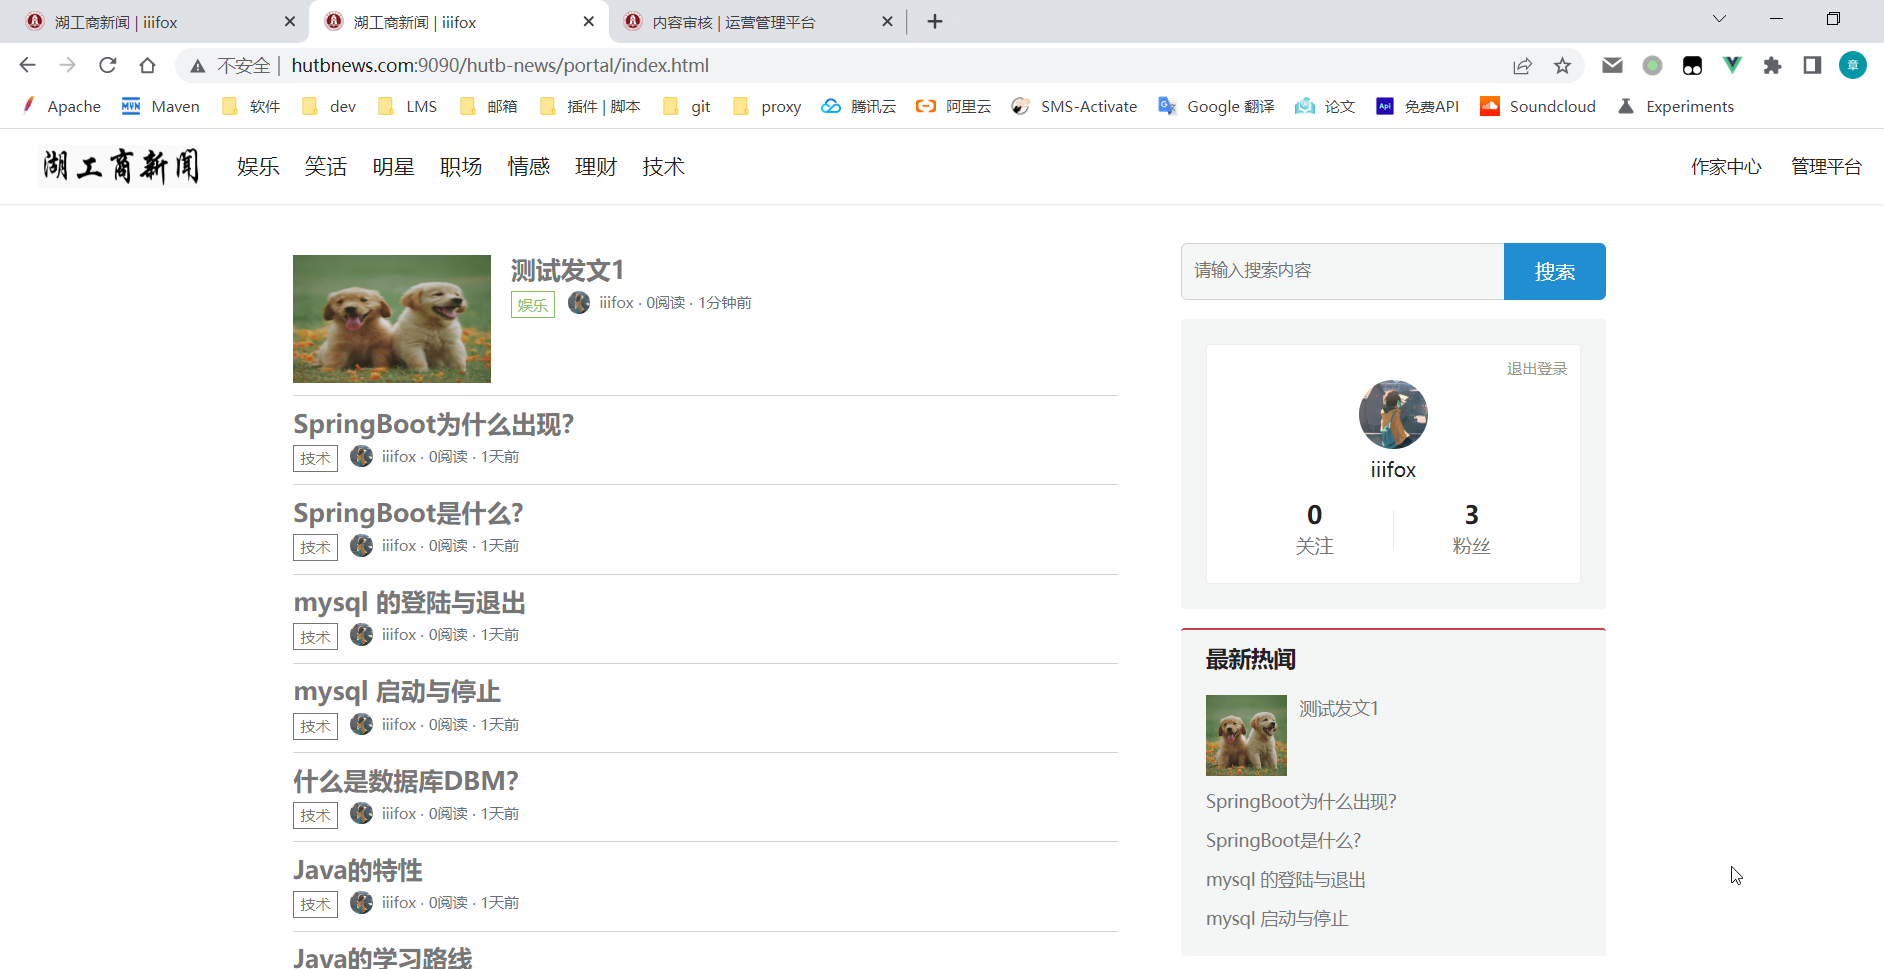 湖工商新闻 | iiifox
湖工商新闻 | iiifox
内容审核 | 运营管理平台
不安全 | hutbnews.com:9090/hutb-news/portal/index.html
章
Apache
Maven
软件
dev
LMS
邮箱
插件 | 脚本
git
proxy
腾讯云
阿里云
SMS-Activate
Google 翻译
论文
免费API
Soundcloud
Experiments
湖工商新闻
娱乐 笑话 明星 职场 情感 理财 技术
作家中心 管理平台
测试发文1
娱乐 iiifox · 0阅读 · 1分钟前
SpringBoot为什么出现?
技术 iiifox · 0阅读 · 1天前
SpringBoot是什么?
技术 iiifox · 0阅读 · 1天前
mysql 的登陆与退出
技术 iiifox · 0阅读 · 1天前
mysql 启动与停止
技术 iiifox · 0阅读 · 1天前
什么是数据库DBM?
技术 iiifox · 0阅读 · 1天前
Java的特性
技术 iiifox · 0阅读 · 1天前
Java的学习路线
请输入搜索内容 搜索
退出登录
iiifox
0 3
关注 粉丝
最新热闻
测试发文1
SpringBoot为什么出现?
SpringBoot是什么?
mysql 的登陆与退出
mysql 启动与停止